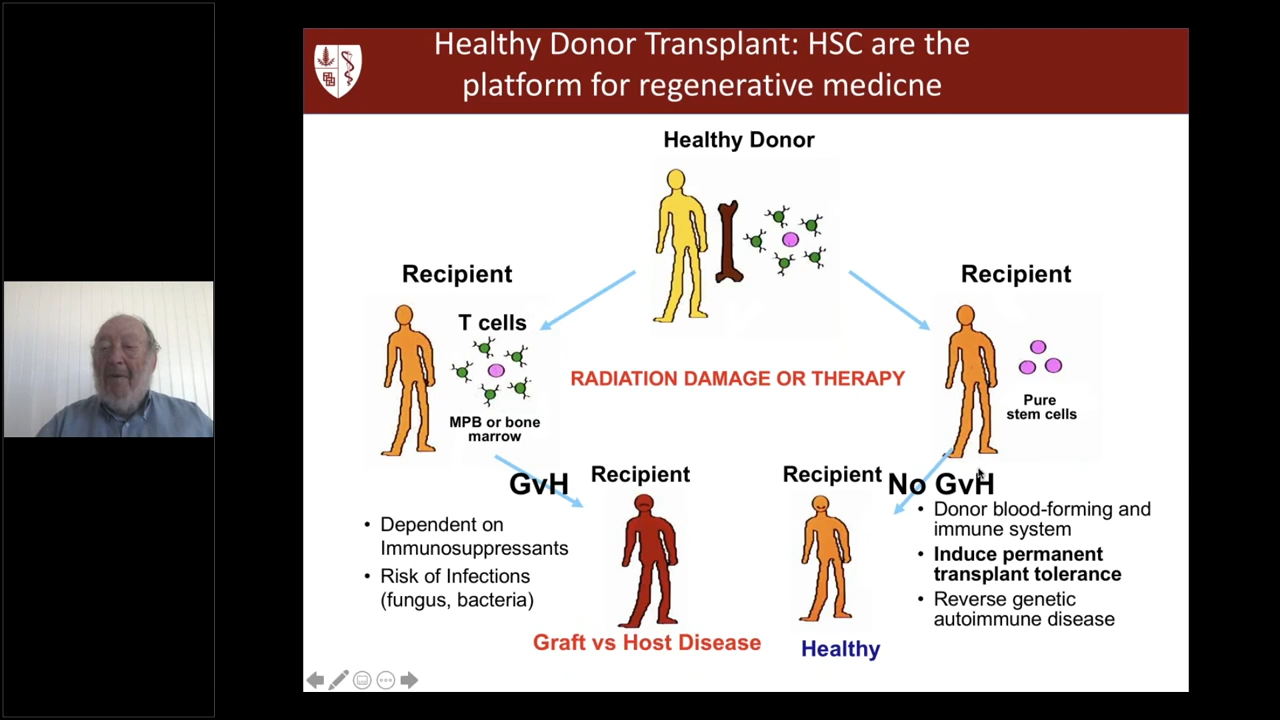 Healthy Donor Transplant: HSC are the
platform for regenerative medicne
Healthy Donor
Recipient
Recipient
T cells
MPB or bone
marrow
RADIATION DAMAGE OR THERAPY
Pure
stem cells
GvH
Recipient
Recipient
No GvH
• Dependent on
Immunosuppressants
• Risk of Infections
(fungus, bacteria)
• Donor blood-forming and
immune system
• Induce permanent
transplant tolerance
• Reverse genetic
autoimmune disease
Graft vs Host Disease
Healthy